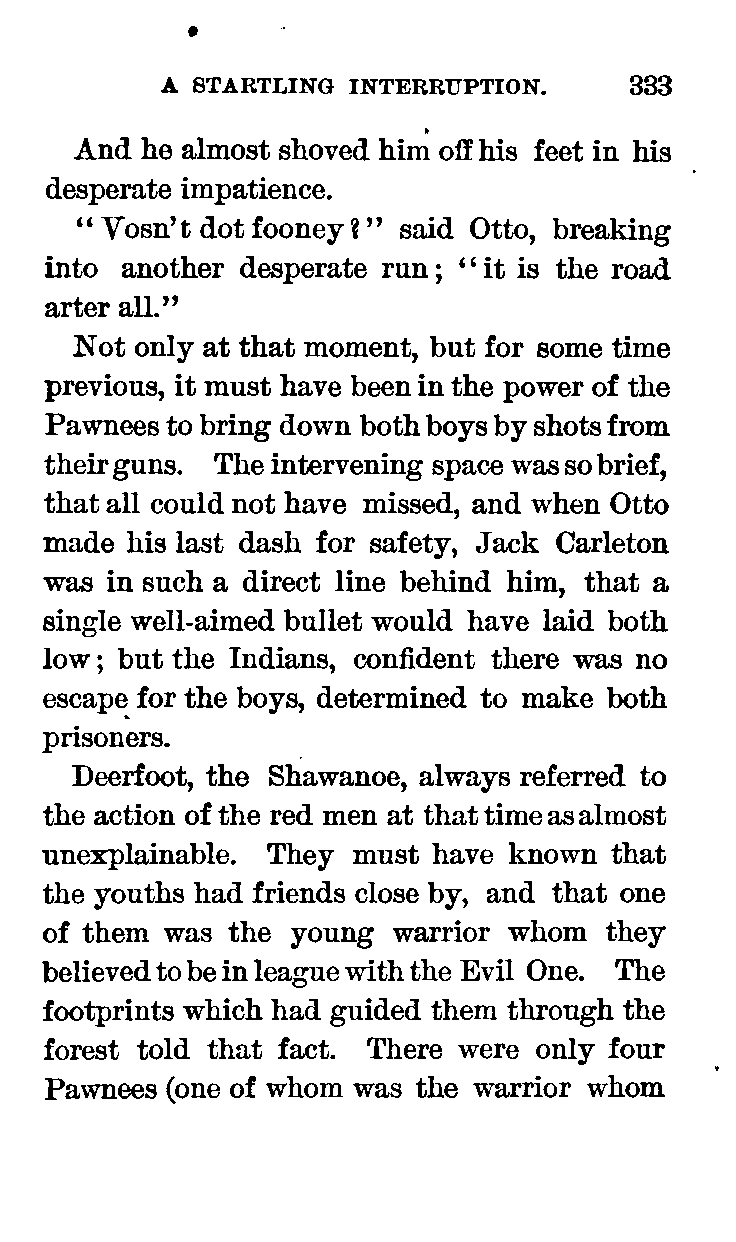 A STARTLING INTERRUPTION. 333
And he almost shoved him off his feet in his
desperate impatience.
"Vosn't dot fooney?" said Otto, breaking
into another desperate run; "it is the road
arter all."
Not only at that moment, but for some time
previous, it must have been in the power of the
Pawnees to bring down both boys by shots from
their guns. The intervening space was so brief,
that all could not have missed, and when Otto
made his last dash for safety, Jack Carleton
was in such a direct line behind him, that a
single well-aimed bullet would have laid both
low; but the Indians, confident there was no
escape for the boys, determined to make both
prisoners.
Deerfoot, the Shawanoe, always referred to
the action of the red men at that time as almost
unexplainable. They must have known that
the youths had friends close by, and that one
of them was the young warrior whom they
believed to be in league with the Evil One. The
footprints which had guided them through the
forest told that fact. There were only four
Pawnees (one of whom was the warrior whom